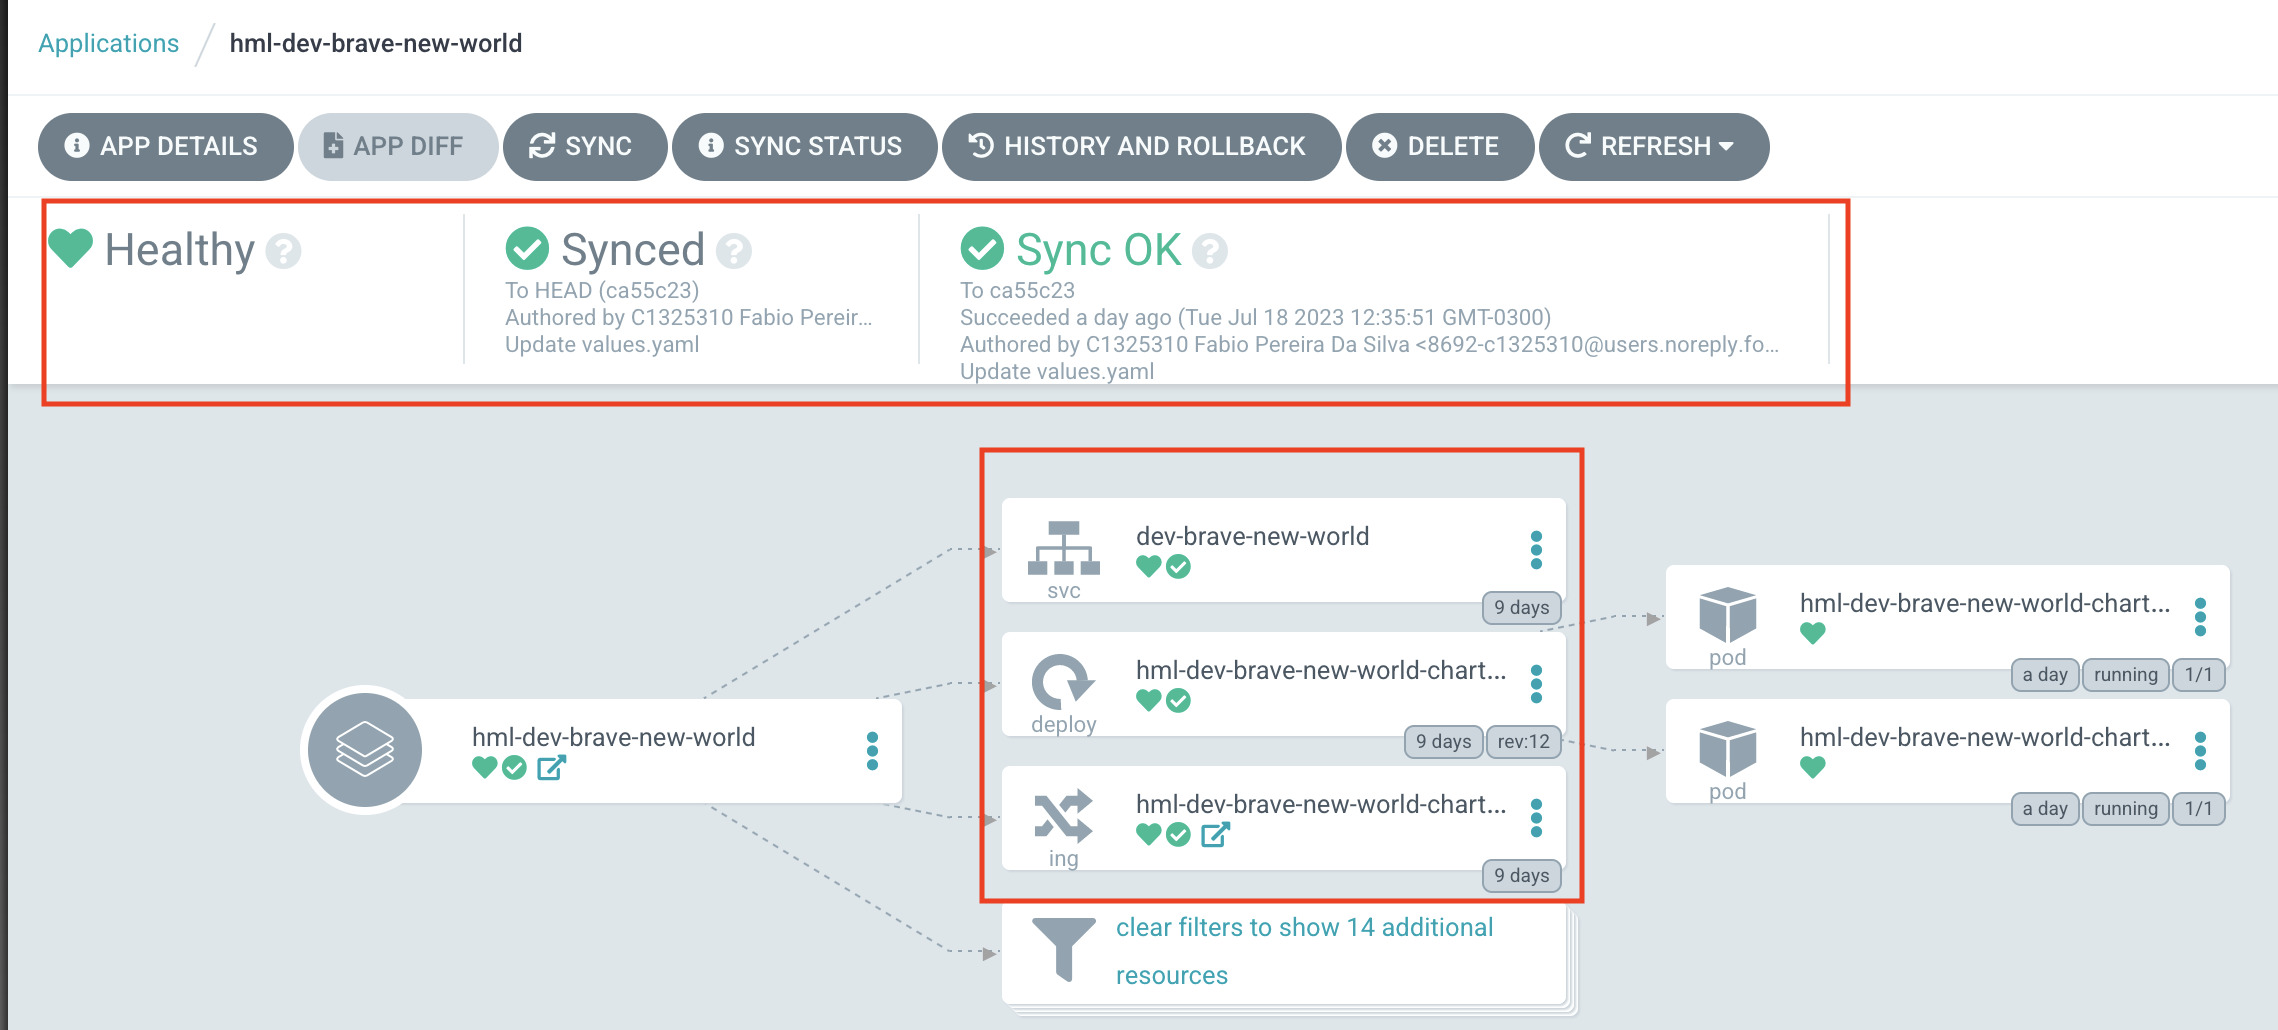 Applications / hml-dev-brave-new-world
APP DETAILS
APP DIFF
SYNC
SYNC STATUS
HISTORY AND ROLLBACK
DELETE
REFRESH
Healthy
Synced
To HEAD (ca55c23)
Authored by C1325310 Fabio Pereir...
Update values.yaml
Sync OK
To ca55c23
Succeeded a day ago (Tue Jul 18 2023 12:35:51 GMT-0300)
Authored by C1325310 Fabio Pereira Da Silva <8692-c1325310@users.noreply.fo...
Update values.yaml
hml-dev-brave-new-world
dev-brave-new-world
svc
9 days
hml-dev-brave-new-world-chart...
deploy
9 days
rev:12
hml-dev-brave-new-world-chart...
ing
9 days
clear filters to show 14 additional
resources
hml-dev-brave-new-world-chart...
pod
a day
running
1/1
hml-dev-brave-new-world-chart...
pod
a day
running
1/1